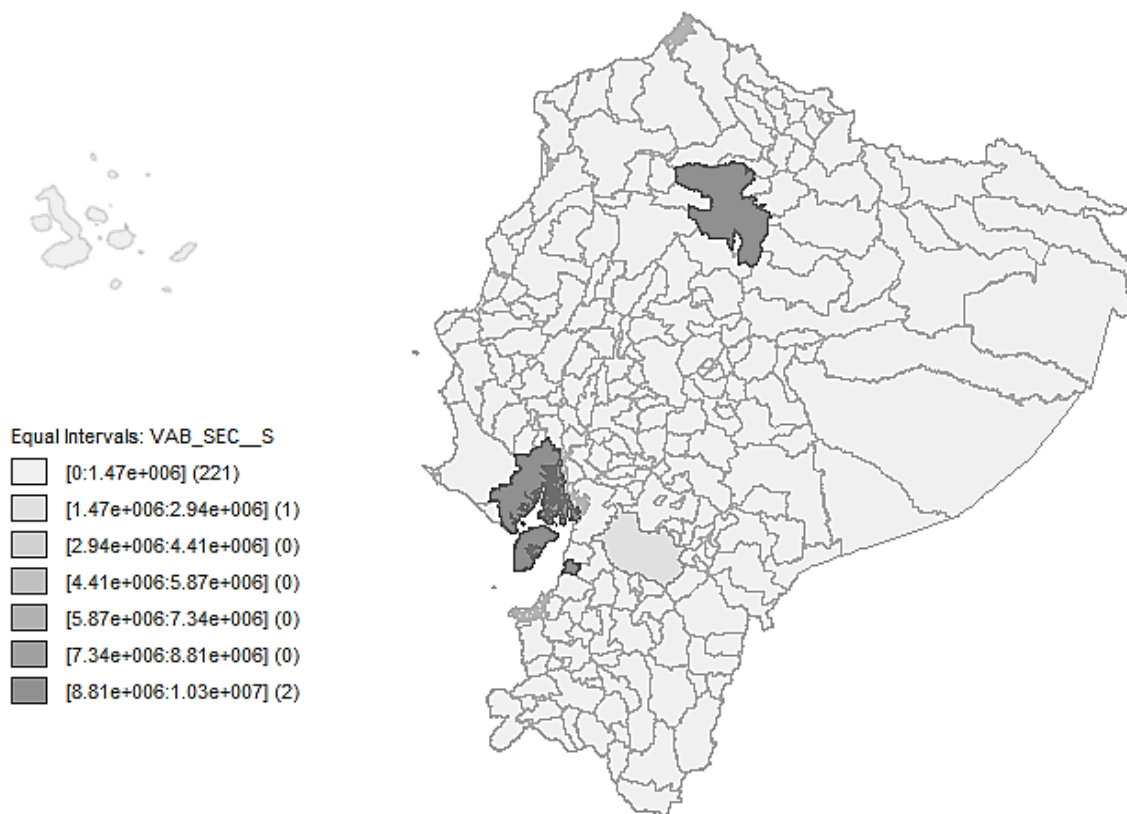 Equal Intervals: VAB_SEC__S
[0:1.47e+006] (221)
[1.47e+006:2.94e+006] (1)
[2.94e+006:4.41e+006] (0)
[4.41e+006:5.87e+006] (0)
[5.87e+006:7.34e+006] (0)
[7.34e+006:8.81e+006] (0)
[8.81e+006:1.03e+007] (2)